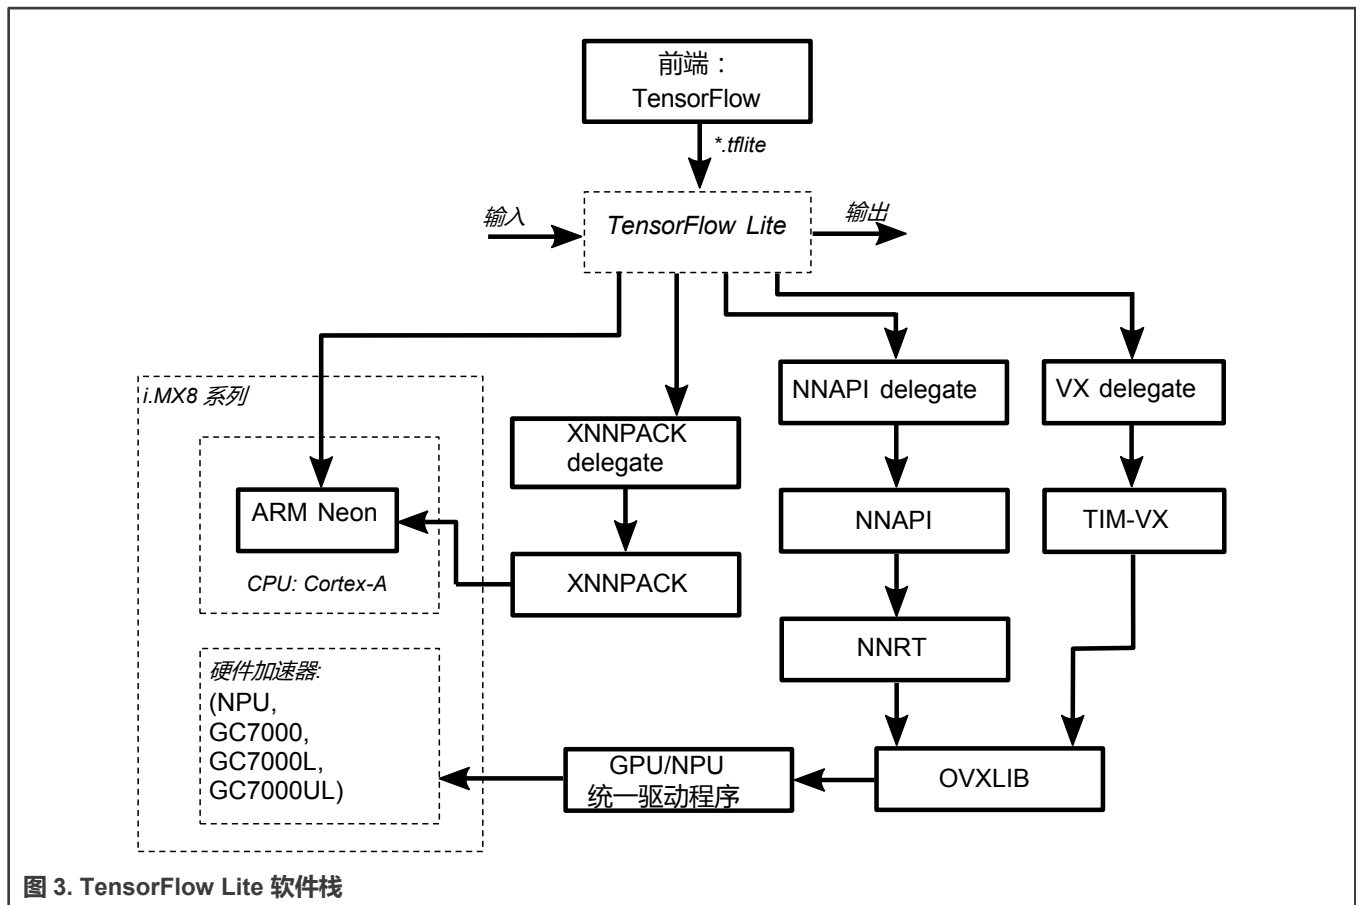 前端：
TensorFlow
*.tflite
输入
TensorFlow Lite
输出
i.MX8 系列
NNAPI delegate
VX delegate
XNNPACK
delegate
ARM Neon
NNAPI
TIM-VX
CPU: Cortex-A
XNNPACK
NNRT
硬件加速器:
(NPU,
GC7000,
GC7000L,
GC7000UL)
GPU/NPU
统一驱动程序
OVXLIB
图 3. TensorFlow Lite 软件栈